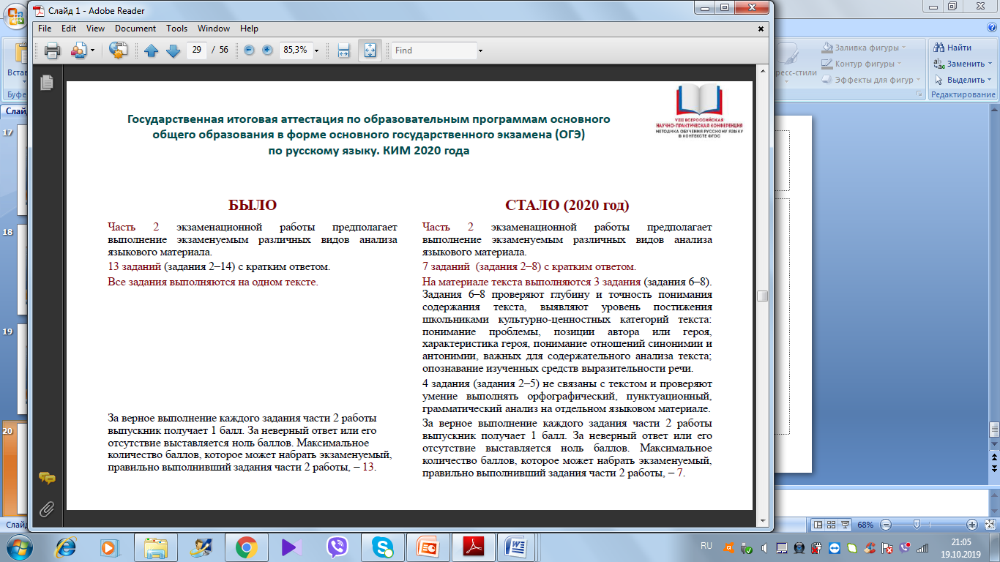 Слайд 1 - Adobe Reader
File Edit View Document Tools Window Help
29 / 56 85,3% Find
Встав
Буфе
Слайд
17
18
19
20
Слайд
Заливка фигуры
Контур фигуры
ресс-стили
Эффекты для фигур
Найти
Заменить
Выделить
Редактирование
VIII ВСЕРОССИЙСКАЯ
НАУЧНО-ПРАКТИЧЕСКАЯ КОНФЕРЕНЦИЯ
МЕТОДИКА ОБУЧЕНИЯ РУССКОМУ ЯЗЫКУ
В КОНТЕКСТЕ ФГОС
Государственная итоговая аттестация по образовательным программам основного
общего образования в форме основного государственного экзамена (ОГЭ)
по русскому языку. КИМ 2020 года
БЫЛО
Часть 2 экзаменационной работы предполагает
выполнение экзаменуемым различных видов анализа
языкового материала.
13 заданий (задания 2–14) с кратким ответом.
Все задания выполняются на одном тексте.
За верное выполнение каждого задания части 2 работы
выпускник получает 1 балл. За неверный ответ или его
отсутствие выставляется ноль баллов. Максимальное
количество баллов, которое может набрать экзаменуемый,
правильно выполнивший задания части 2 работы, – 13.
СТАЛО (2020 год)
Часть 2 экзаменационной работы предполагает
выполнение экзаменуемым различных видов анализа
языкового материала.
7 заданий (задания 2–8) с кратким ответом.
На материале текста выполняются 3 задания (задания 6–8).
Задания 6–8 проверяют глубину и точность понимания
содержания текста, выявляют уровень постижения
школьниками культурно-ценностных категорий текста:
понимание проблемы, позиции автора или героя,
характеристика героя, понимание отношений синонимии и
антонимии, важных для содержательного анализа текста;
опознавание изученных средств выразительности речи.
4 задания (задания 2–5) не связаны с текстом и проверяют
умение выполнять орфографический, пунктуационный,
грамматический анализ на отдельном языковом материале.
За верное выполнение каждого задания части 2 работы
выпускник получает 1 балл. За неверный ответ или его
отсутствие выставляется ноль баллов. Максимальное
количество баллов, которое может набрать экзаменуемый,
правильно выполнивший задания части 2 работы, – 7.
68%
RU
21:05
19.10.2019